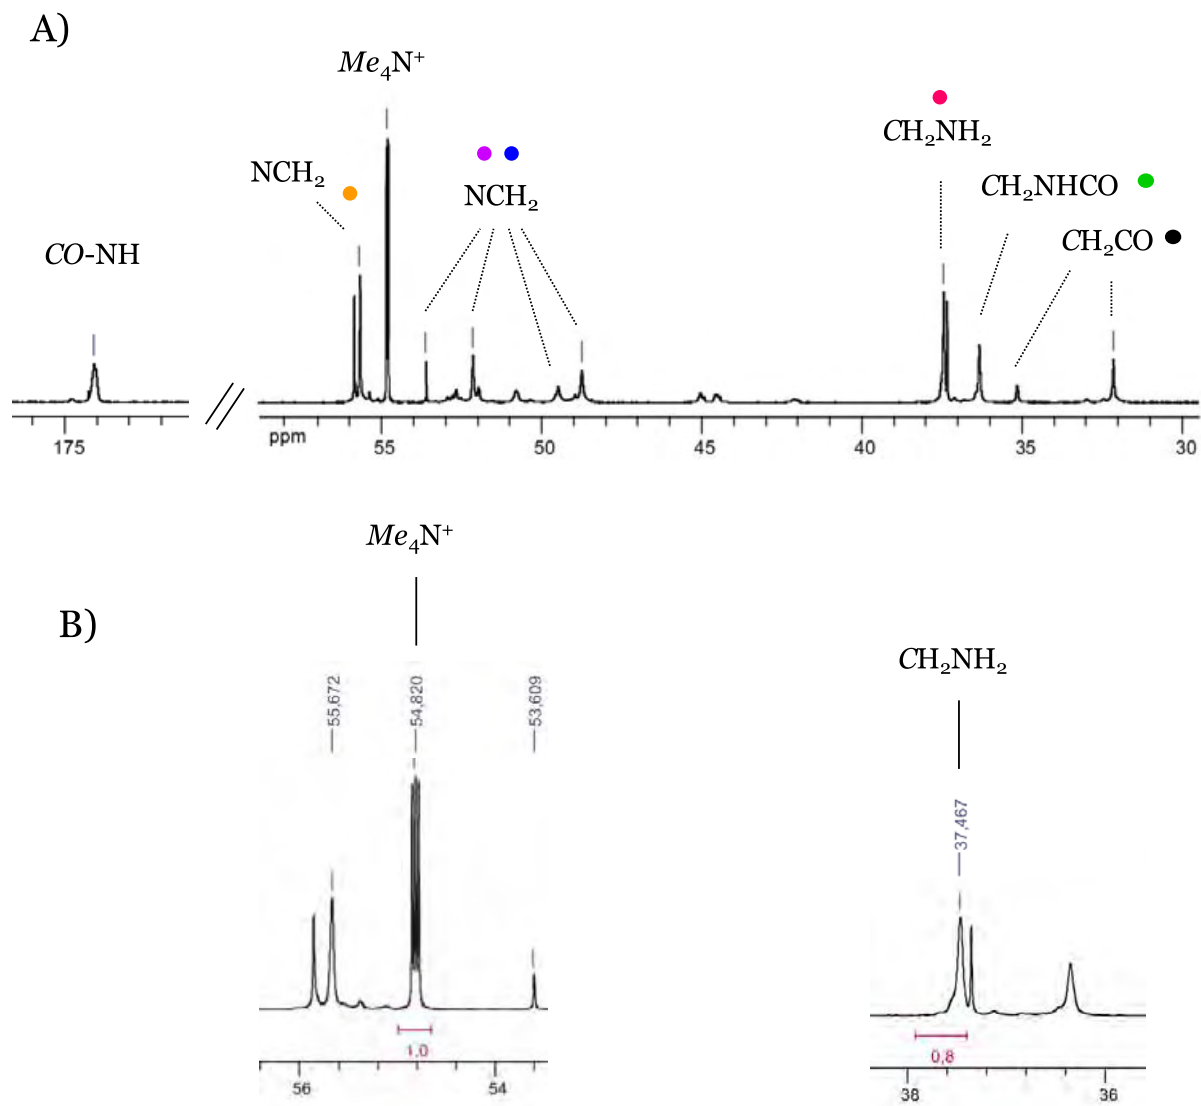 A)
Me₄N⁺
CH₂NH₂
NCH₂
NCH₂
CH₂NHCO
CO-NH
CH₂CO
175
ppm
55
50
45
40
35
30
Me₄N⁺
B)
CH₂NH₂
55,672
54,820
53,609
37,467
1,0
0,8
56
54
38
36